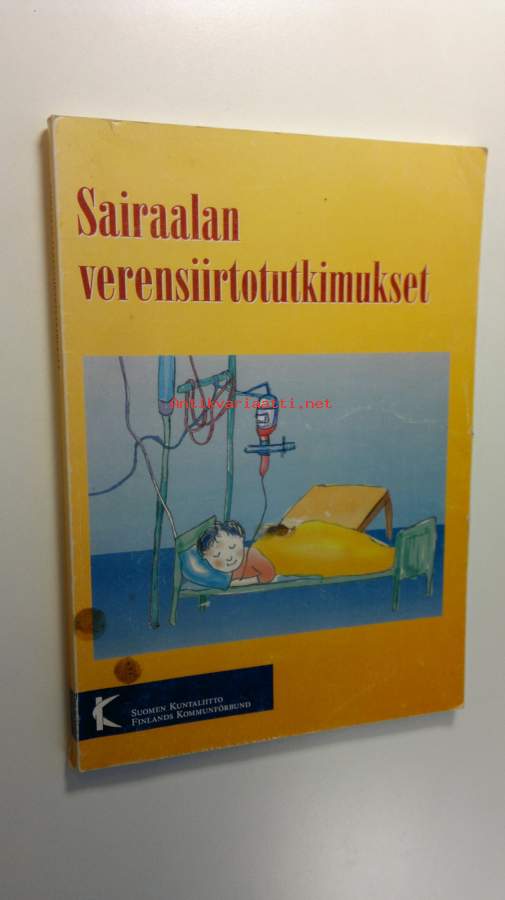 Sairaalan
verensiirtotutkimukset
Antikvariaatti.net
SUOMEN KUNTALIITTO
FINLANDS KOMMUNFÖRBUND